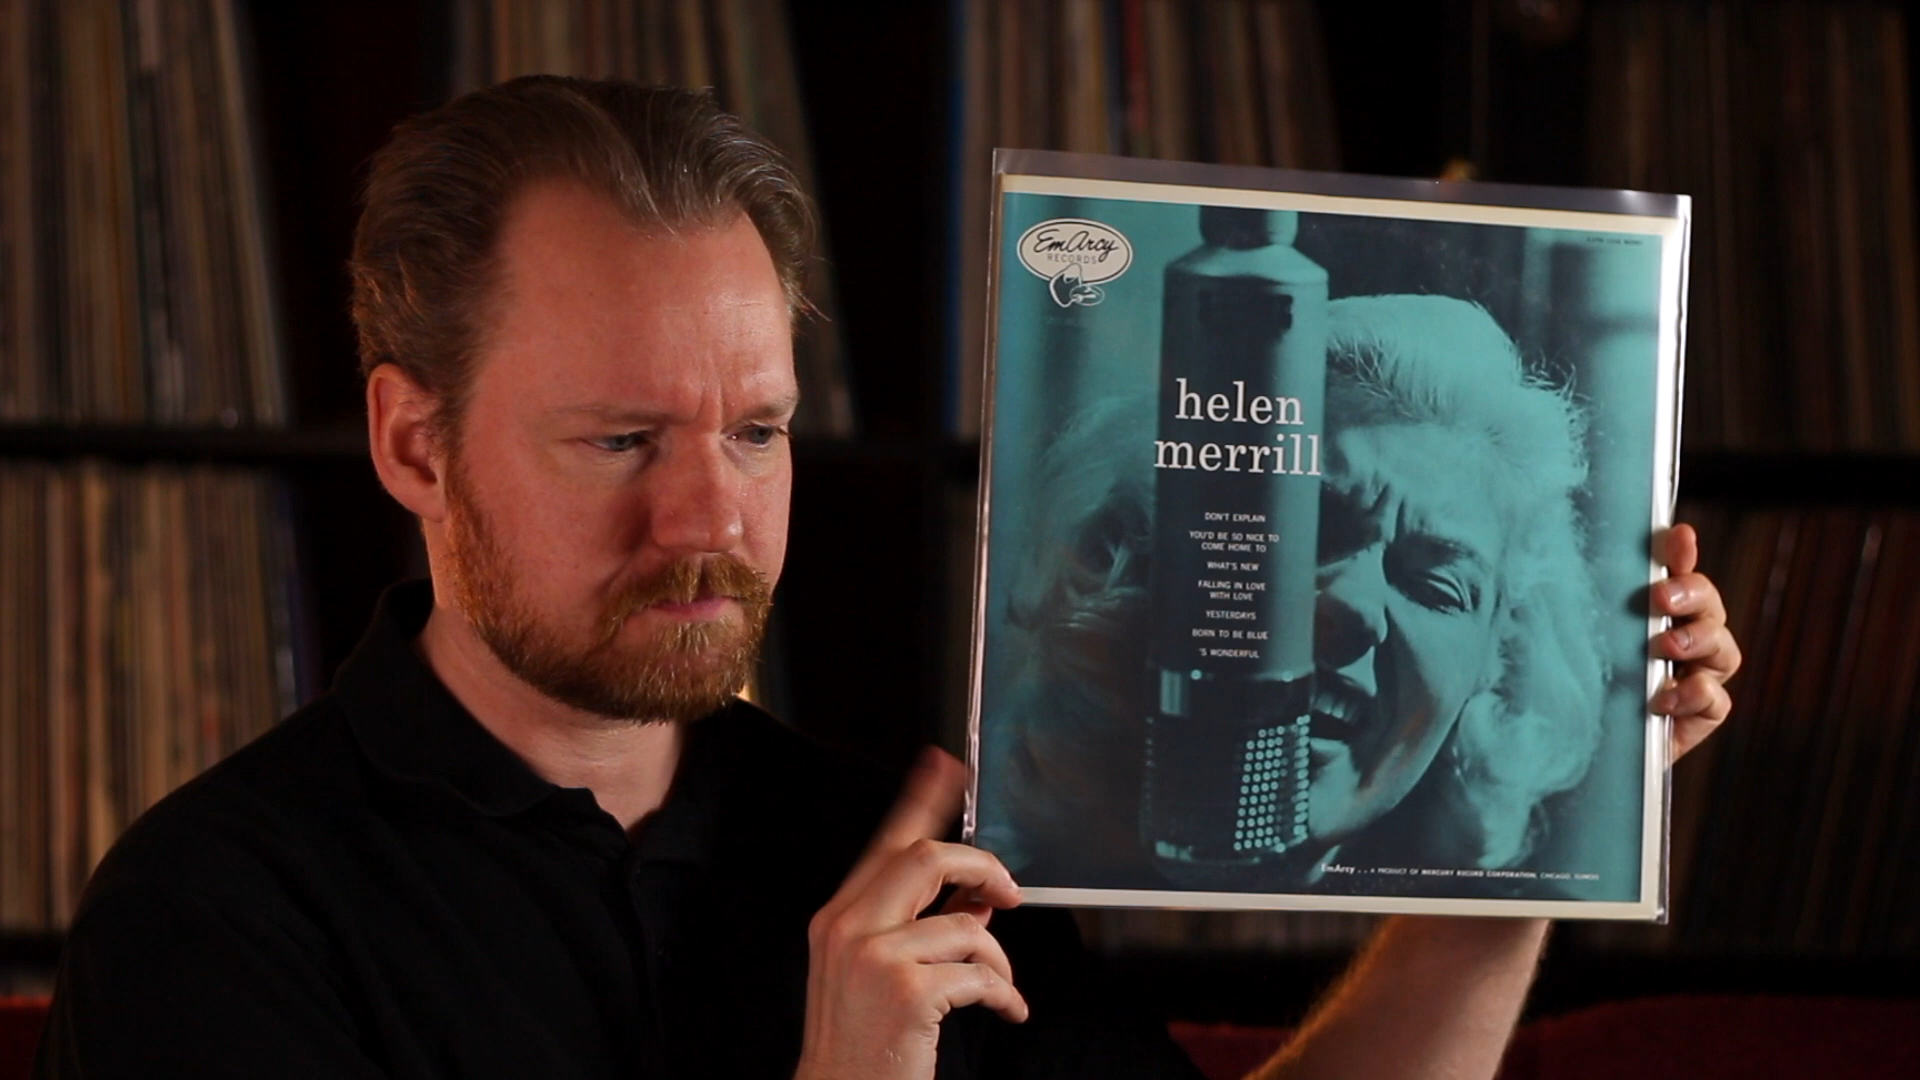 EmArcy
RECORDS
helen
merrill
DON'T EXPLAIN
YOU'D BE SO NICE TO
COME HOME TO
WHAT'S NEW
FALLING IN LOVE
WITH LOVE
YESTERDAYS
BORN TO BE BLUE
'S WONDERFUL
EmArcy . . A PRODUCT OF MERCURY RECORD CORPORATION, CHICAGO, ILLINOIS